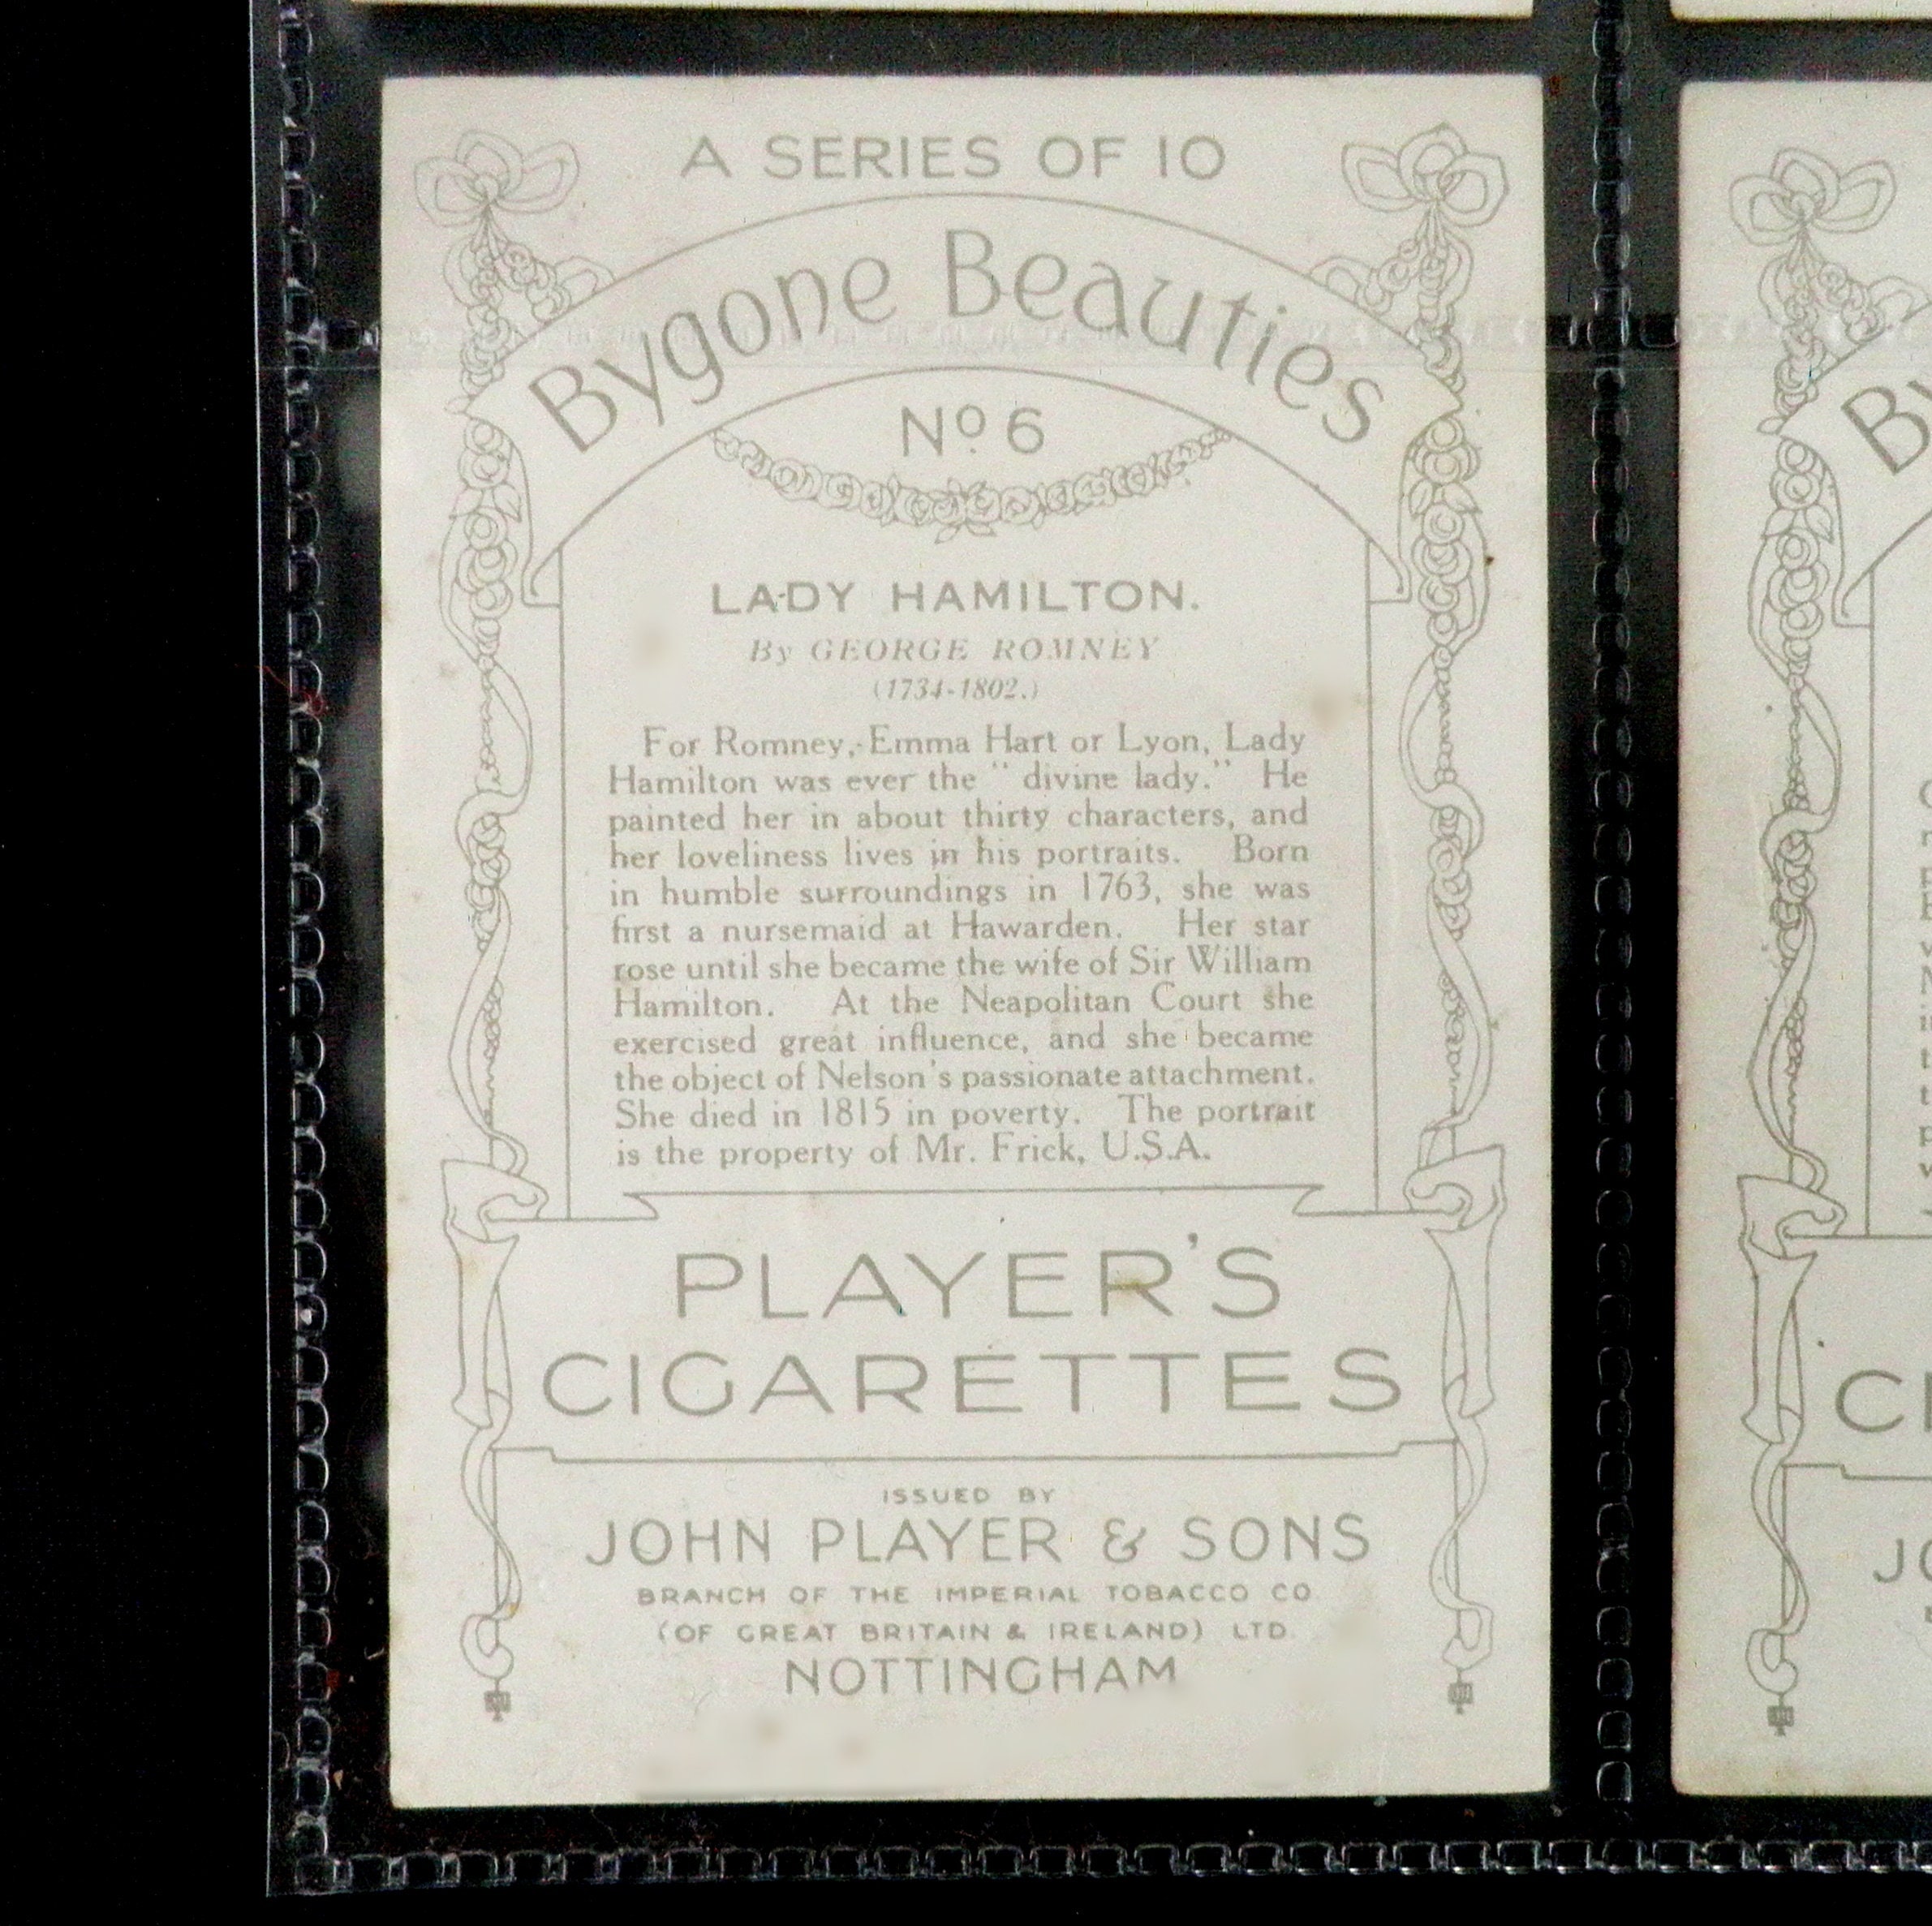 A SERIES OF 10
Bygone Beauties
Nº 6
LADY HAMILTON.
By GEORGE ROMNEY
(1734-1802.)
For Romney, Emma Hart or Lyon, Lady
Hamilton was ever the "divine lady." He
painted her in about thirty characters, and
her loveliness lives in his portraits. Born
in humble surroundings in 1763, she was
first a nursemaid at Hawarden. Her star
rose until she became the wife of Sir William
Hamilton. At the Neapolitan Court she
exercised great influence, and she became
the object of Nelson's passionate attachment.
She died in 1815 in poverty. The portrait
is the property of Mr. Frick, U.S.A.
PLAYER'S
CIGARETTES
ISSUED BY
JOHN PLAYER & SONS
BRANCH OF THE IMPERIAL TOBACCO CO.
(OF GREAT BRITAIN & IRELAND) LTD.
NOTTINGHAM